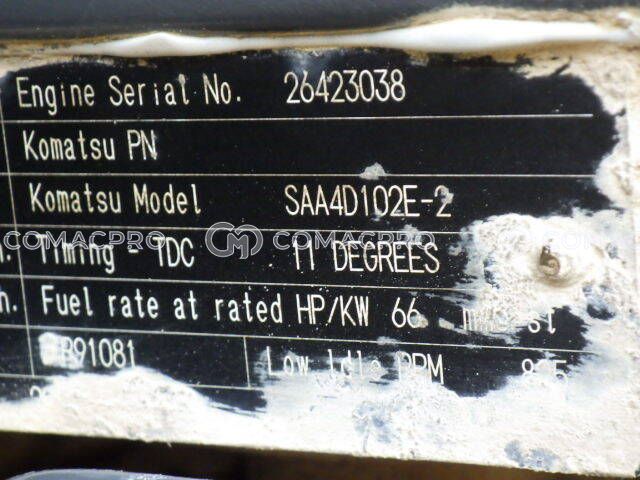 Engine Serial No. 26423038
Komatsu PN
Komatsu Model SAA4D102E-2
COMACPRO COMACPRO COMACPRO
Timing - TDC 11 DEGREES
Fuel rate at rated HP/KW 66
Low Idle RPM